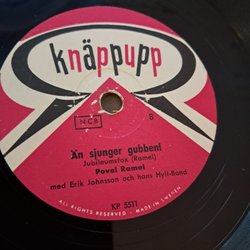 knäppupp
NCB
B
Än sjunger gubben!
Jubileumsfox (Ramel)
Povel Ramel
med Erik Johnsson och hans Hyll-Band
KP 5511
ALL RIGHTS RESERVED - MADE IN SWEDEN